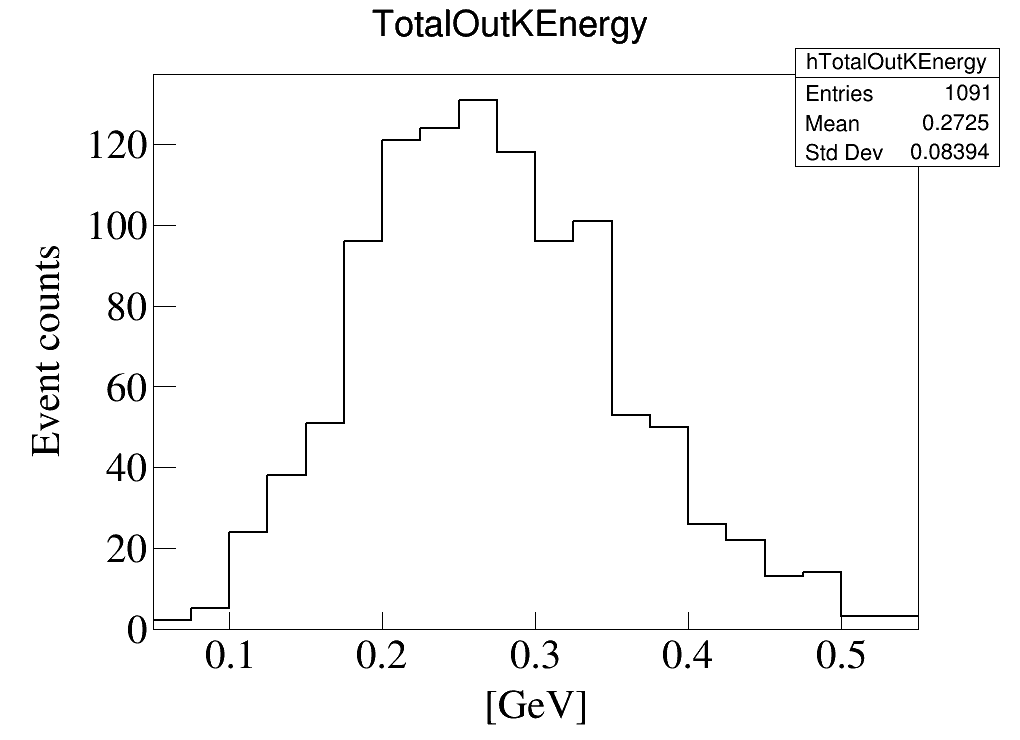 TotalOutKEnergy
hTotalOutKEnergy
Entries 1091
Mean 0.2725
Std Dev 0.08394
120
100
80
60
40
20
0
Event counts
0.1 0.2 0.3 0.4 0.5
[GeV]